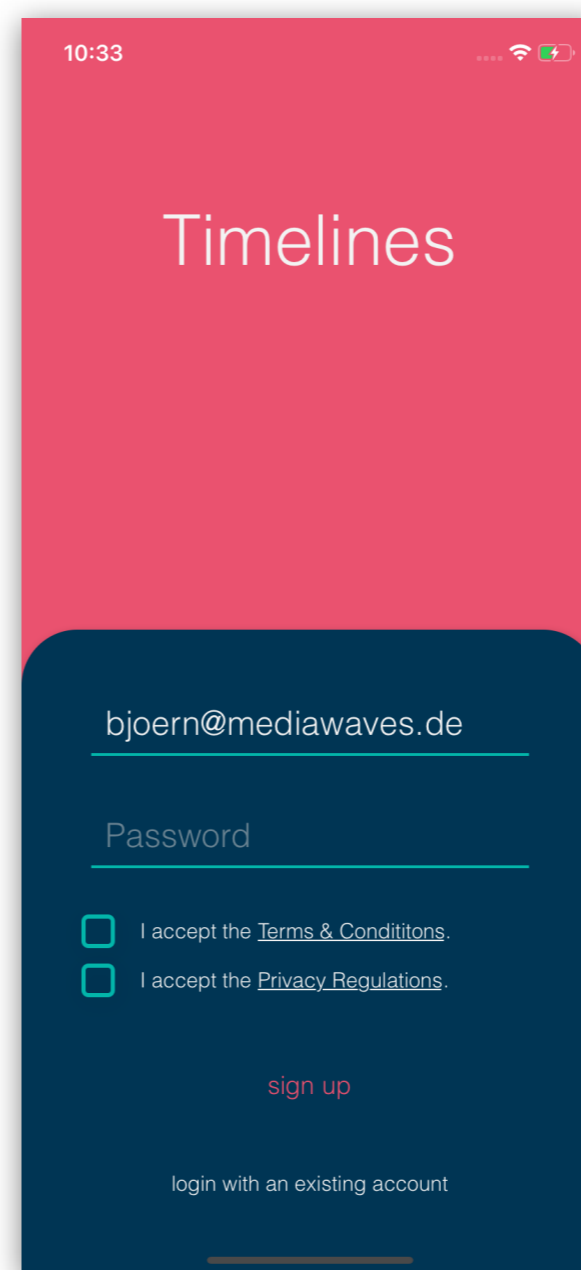 10:33
Timelines
bjoern@mediawaves.de
Password
I accept the Terms & Condititons.
I accept the Privacy Regulations.
sign up
login with an existing account